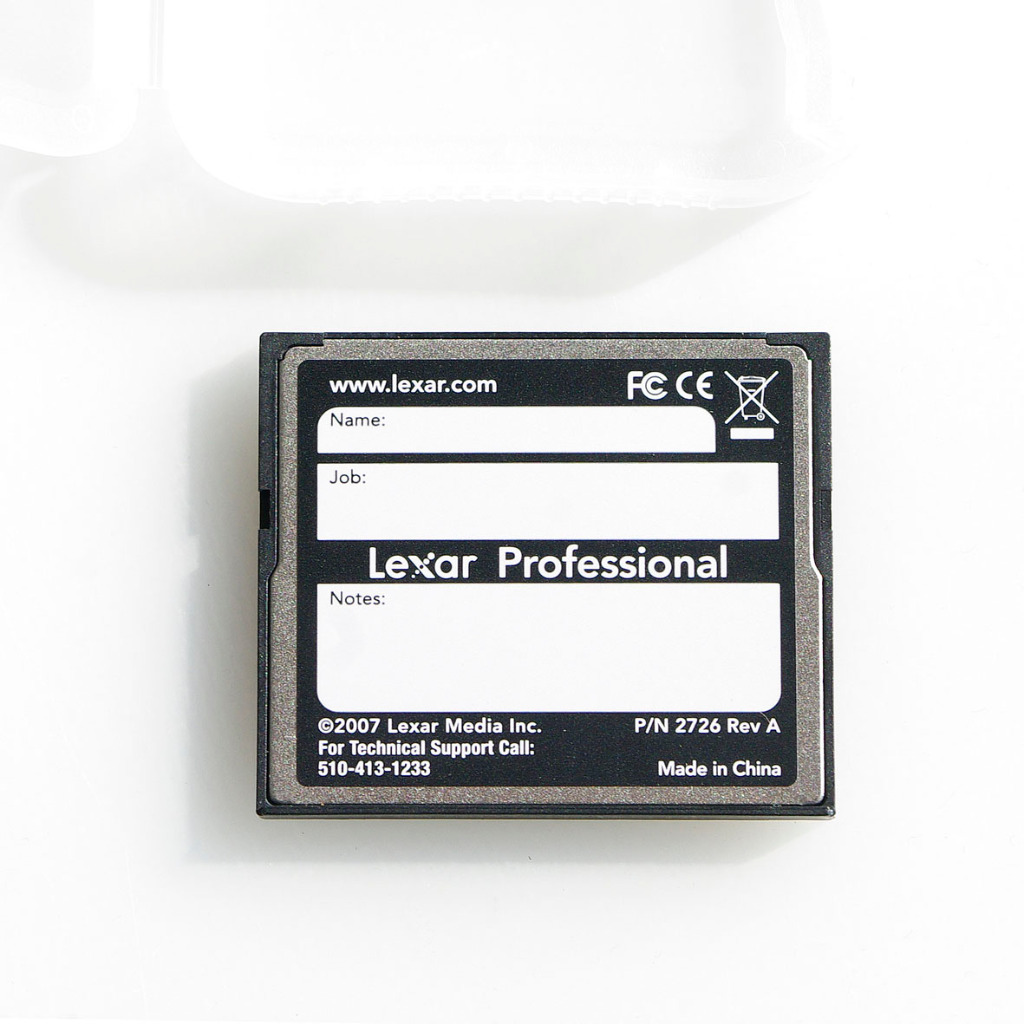 www.lexar.com FC CE
Name:
Job:
Lexar Professional
Notes:
©2007 Lexar Media Inc. P/N 2726 Rev A
For Technical Support Call:
510-413-1233 Made in China